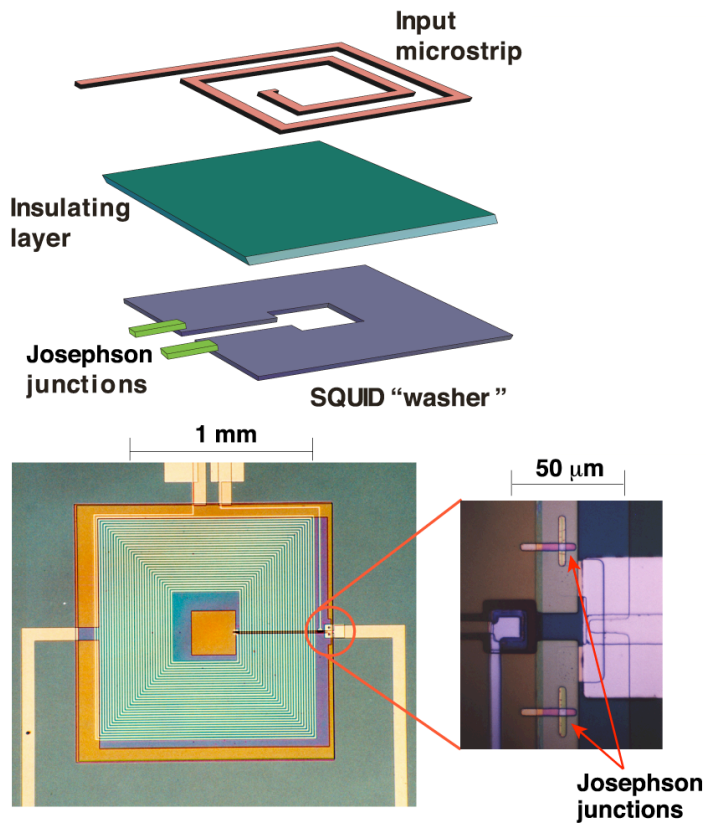 Input
microstrip
Insulating
layer
Josephson
junctions
SQUID “washer”
1 mm
50 μm
Josephson
junctions